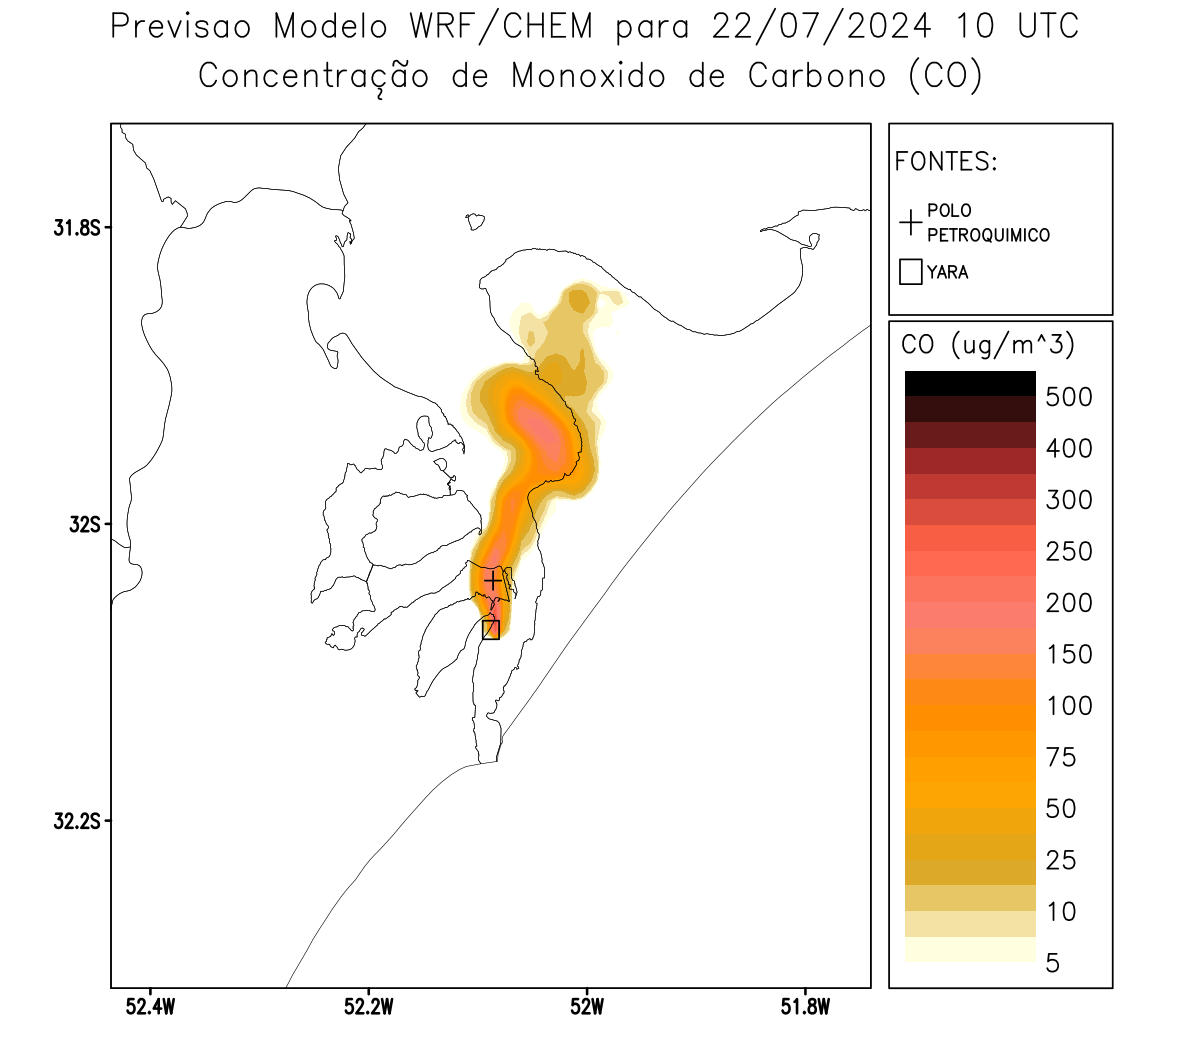 Previsao Modelo WRF/CHEM para 22/07/2024 10 UTC
Concentração de Monoxido de Carbono (CO)
FONTES:
POLO
PETROQUIMICO
YARA
CO (ug/m^3)
500
400
300
250
200
150
100
75
50
25
10
5
31.8S
32S
32.2S
52.4W
52.2W
52W
51.8W